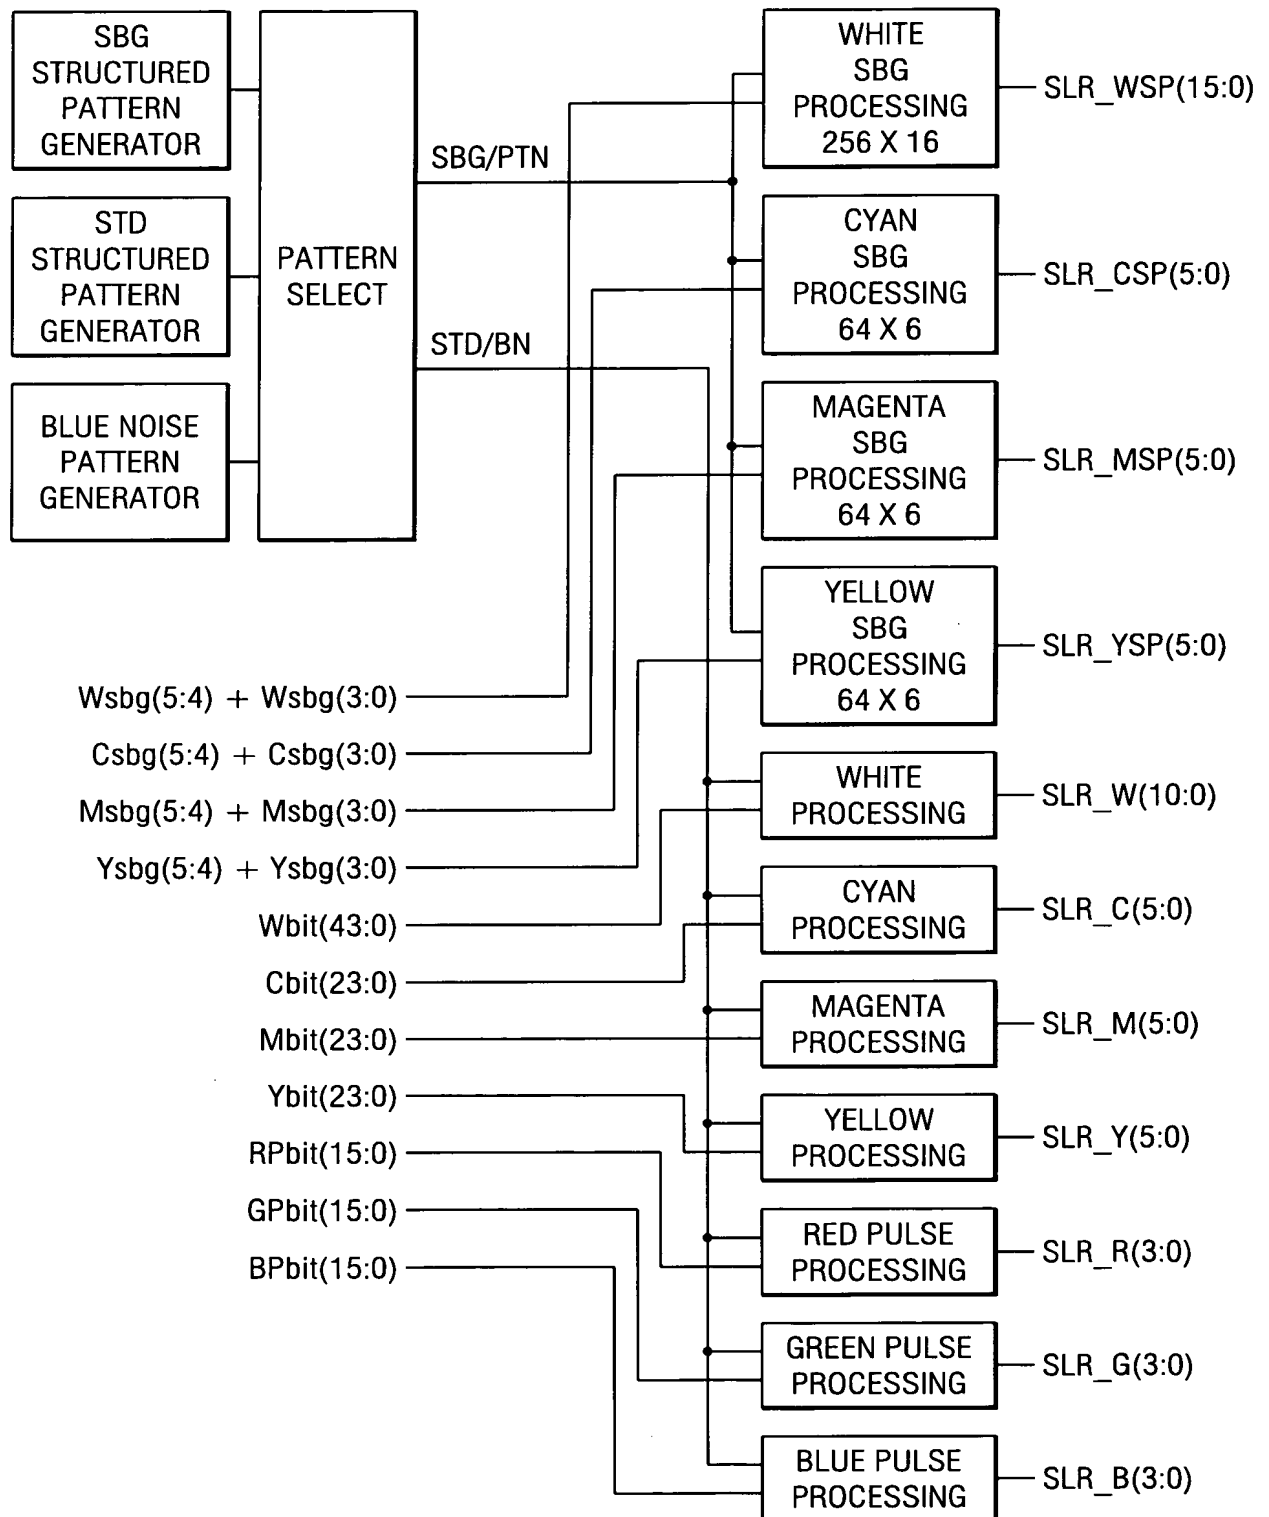 SBG
STRUCTURED
PATTERN
GENERATOR
STD
STRUCTURED
PATTERN
GENERATOR
BLUE NOISE
PATTERN
GENERATOR
PATTERN
SELECT
SBG/PTN
STD/BN
WHITE
SBG
PROCESSING
256 X 16
SLR_WSP(15:0)
CYAN
SBG
PROCESSING
64 X 6
SLR_CSP(5:0)
MAGENTA
SBG
PROCESSING
64 X 6
SLR_MSP(5:0)
YELLOW
SBG
PROCESSING
64 X 6
SLR_YSP(5:0)
Wsbg(5:4) + Wsbg(3:0)
Csbg(5:4) + Csbg(3:0)
Msbg(5:4) + Msbg(3:0)
Ysbg(5:4) + Ysbg(3:0)
Wbit(43:0)
Cbit(23:0)
Mbit(23:0)
Ybit(23:0)
RPbit(15:0)
GPbit(15:0)
BPbit(15:0)
WHITE
PROCESSING
SLR_W(10:0)
CYAN
PROCESSING
SLR_C(5:0)
MAGENTA
PROCESSING
SLR_M(5:0)
YELLOW
PROCESSING
SLR_Y(5:0)
RED PULSE
PROCESSING
SLR_R(3:0)
GREEN PULSE
PROCESSING
SLR_G(3:0)
BLUE PULSE
PROCESSING
SLR_B(3:0)